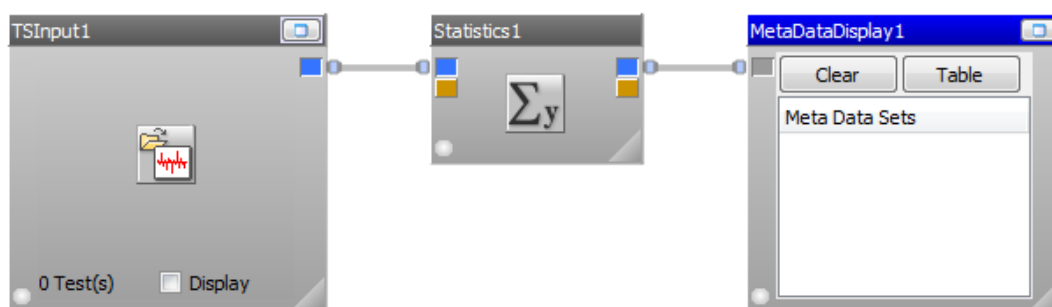 TSInput1
0 Test(s)
Display
Statistics1
Σy
MetaDataDisplay1
Clear
Table
Meta Data Sets